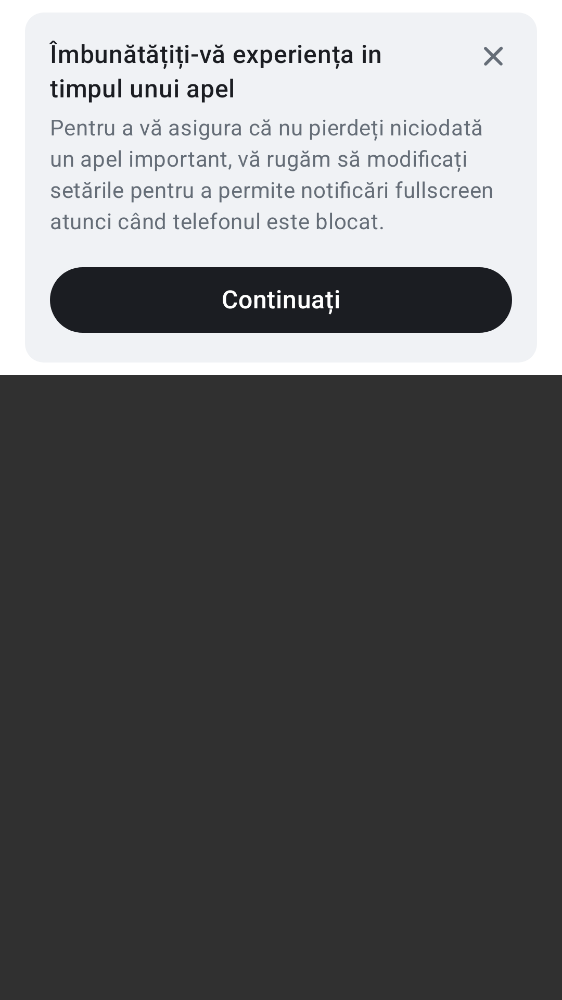 Îmbunătățiți-vă experiența in
timpul unui apel
Pentru a vă asigura că nu pierdeți niciodată
un apel important, vă rugăm să modificați
setările pentru a permite notificări fullscreen
atunci când telefonul este blocat.
Continuați